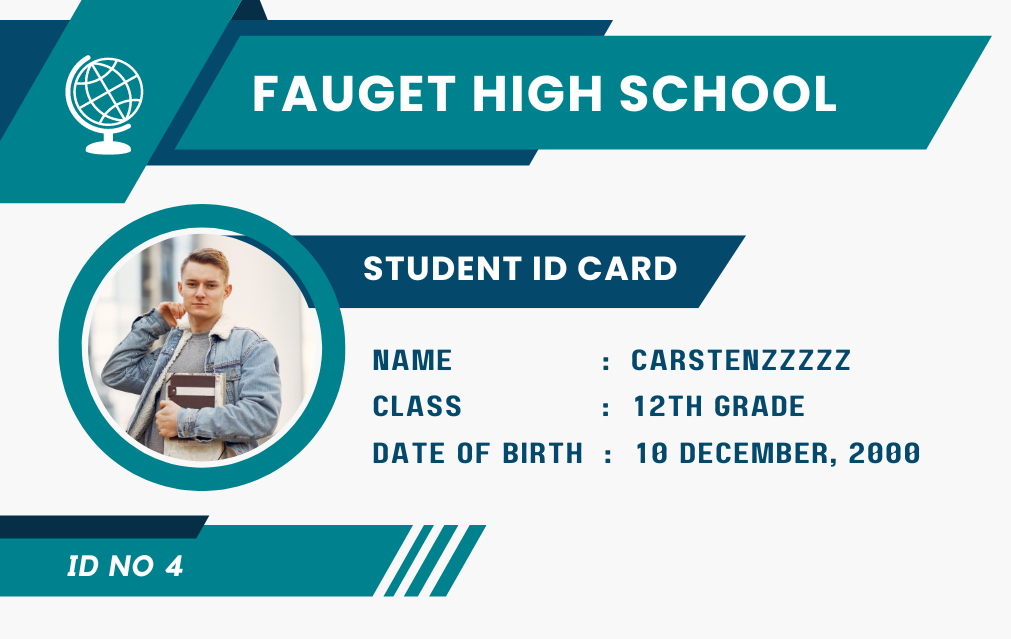 FAUGET HIGH SCHOOL
STUDENT ID CARD
NAME : CARSTENZZZZZ
CLASS : 12TH GRADE
DATE OF BIRTH : 10 DECEMBER, 2000
ID NO 4